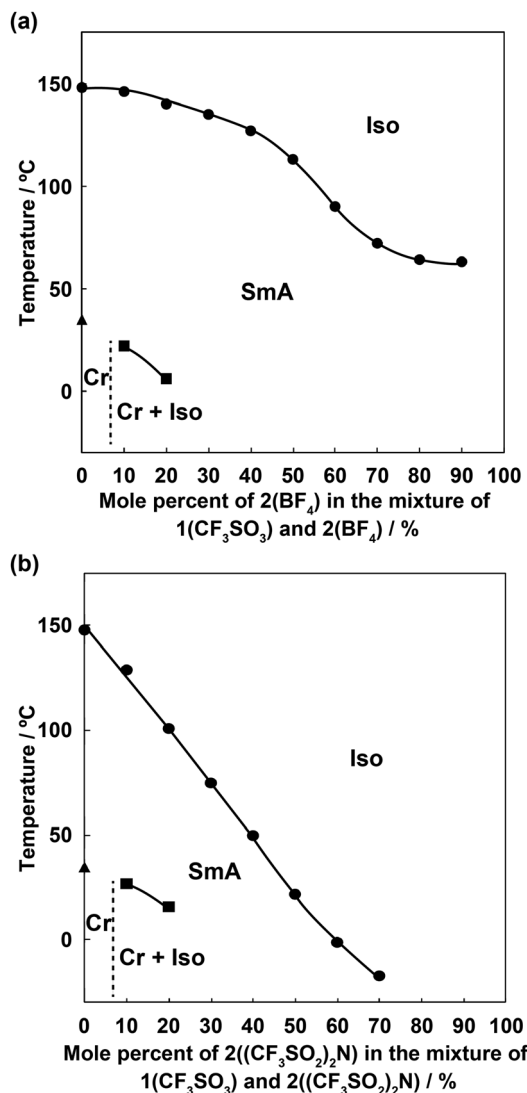 (a)
150
100
50
0
Temperature / ºC
Iso
SmA
Cr
Cr + Iso
0 10 20 30 40 50 60 70 80 90 100
Mole percent of 2(BF₄) in the mixture of
1(CF₃SO₃) and 2(BF₄) / %
(b)
150
100
50
0
Temperature / ºC
Iso
SmA
Cr
Cr + Iso
0 10 20 30 40 50 60 70 80 90 100
Mole percent of 2((CF₃SO₂)₂N) in the mixture of
1(CF₃SO₃) and 2((CF₃SO₂)₂N) / %